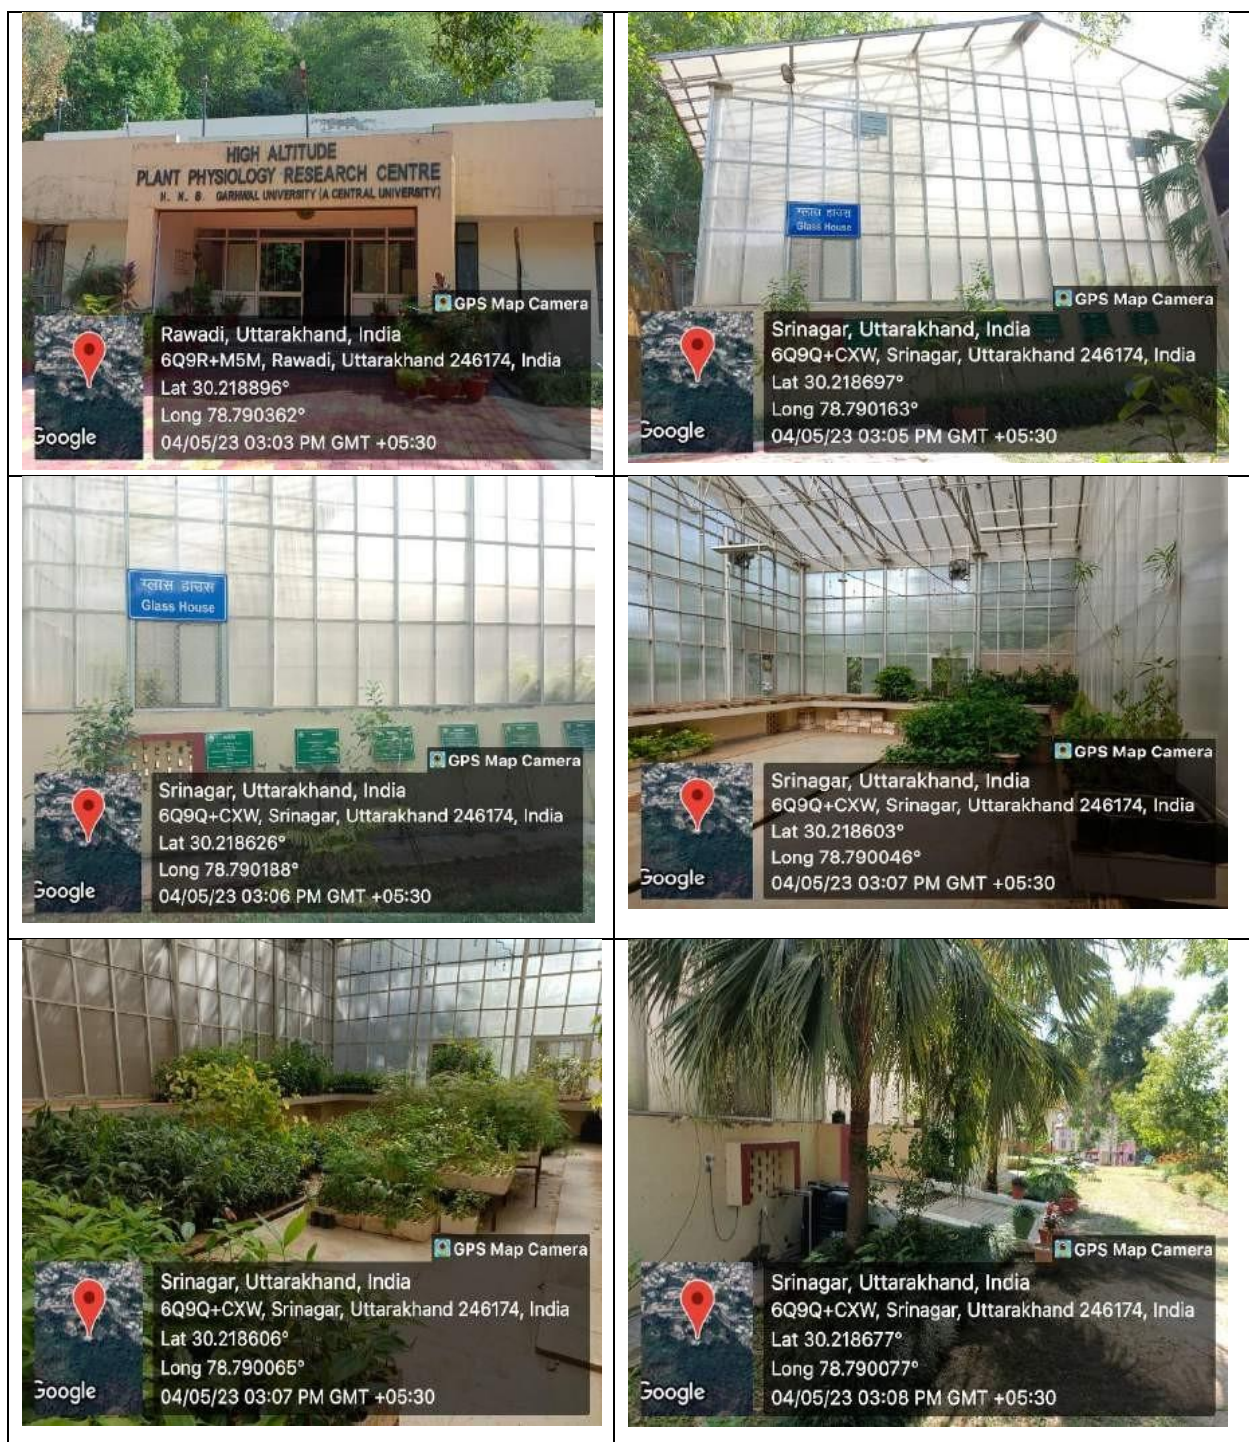 HIGH ALTITUDE
PLANT PHYSIOLOGY RESEARCH CENTRE
H. N. B. GARHWAL UNIVERSITY (A CENTRAL UNIVERSITY)
GPS Map Camera
Rawadi, Uttarakhand, India
6Q9R+M5M, Rawadi, Uttarakhand 246174, India
Lat 30.218896°
Long 78.790362°
04/05/23 03:03 PM GMT +05:30
Google
ग्लास हाउस
Glass House
GPS Map Camera
Srinagar, Uttarakhand, India
6Q9Q+CXW, Srinagar, Uttarakhand 246174, India
Lat 30.218697°
Long 78.790163°
04/05/23 03:05 PM GMT +05:30
Google
ग्लास हाउस
Glass House
GPS Map Camera
Srinagar, Uttarakhand, India
6Q9Q+CXW, Srinagar, Uttarakhand 246174, India
Lat 30.218626°
Long 78.790188°
04/05/23 03:06 PM GMT +05:30
Google
GPS Map Camera
Srinagar, Uttarakhand, India
6Q9Q+CXW, Srinagar, Uttarakhand 246174, India
Lat 30.218603°
Long 78.790046°
04/05/23 03:07 PM GMT +05:30
Google
GPS Map Camera
Srinagar, Uttarakhand, India
6Q9Q+CXW, Srinagar, Uttarakhand 246174, India
Lat 30.218606°
Long 78.790065°
04/05/23 03:07 PM GMT +05:30
Google
GPS Map Camera
Srinagar, Uttarakhand, India
6Q9Q+CXW, Srinagar, Uttarakhand 246174, India
Lat 30.218677°
Long 78.790077°
04/05/23 03:08 PM GMT +05:30
Google